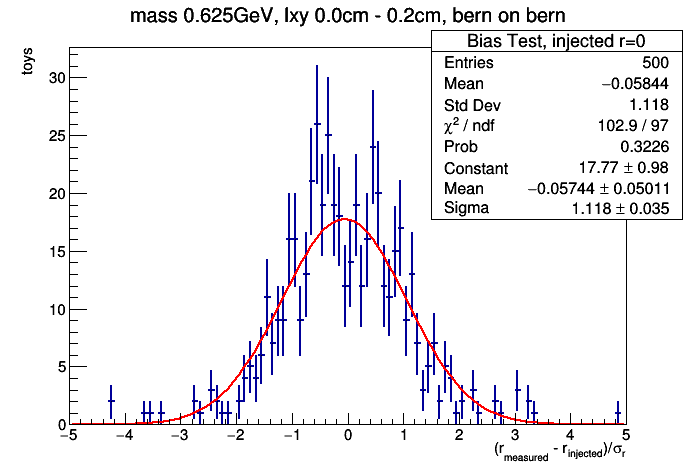 mass 0.625GeV, lxy 0.0cm - 0.2cm, bern on bern
Bias Test, injected r=0
Entries 500
Mean −0.05844
Std Dev 1.118
χ² / ndf 102.9 / 97
Prob 0.3226
Constant 17.77 ± 0.98
Mean −0.05744 ± 0.05011
Sigma 1.118 ± 0.035
toys
30
25
20
15
10
5
0
−5 −4 −3 −2 −1 0 1 2 3 4 5
(r_measured - r_injected)/σ_r